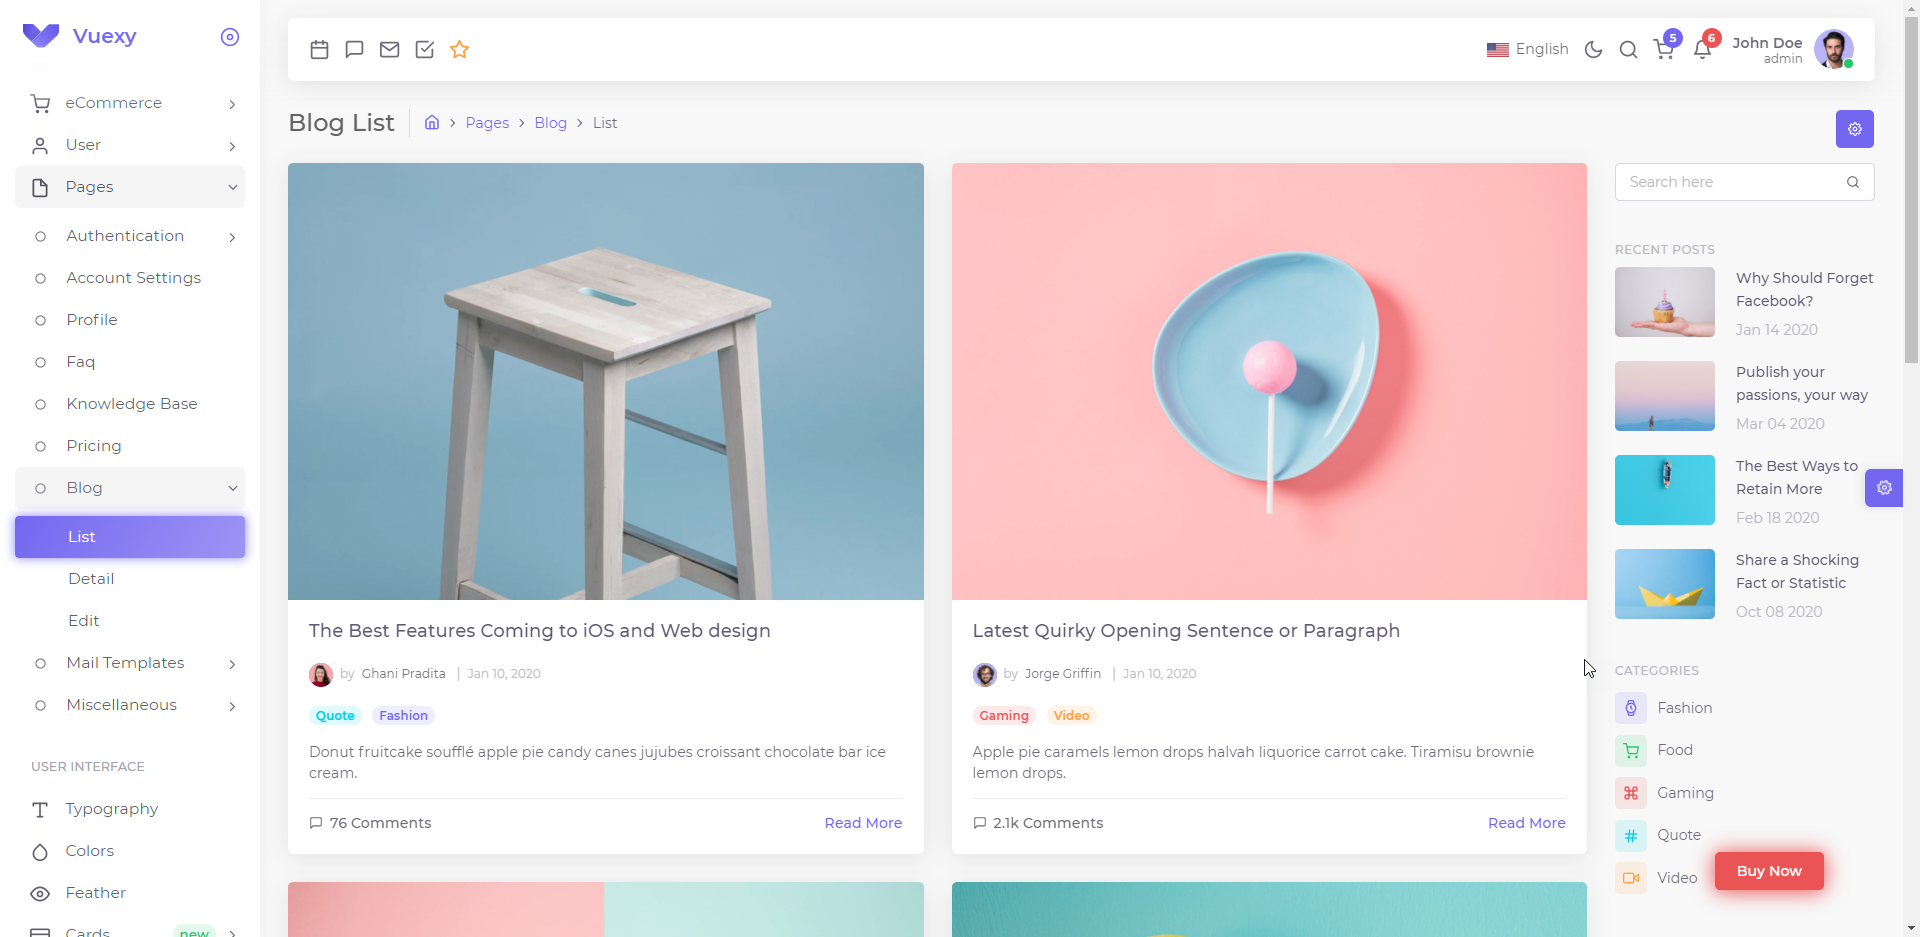 Vuexy
eCommerce
User
Pages
Authentication
Account Settings
Profile
Faq
Knowledge Base
Pricing
Blog
List
Detail
Edit
Mail Templates
Miscellaneous
USER INTERFACE
Typography
Colors
Feather
Cards new
English
5
6
John Doe
admin
Blog List
Pages
Blog
List
The Best Features Coming to iOS and Web design
by Ghani Pradita | Jan 10, 2020
Quote Fashion
Donut fruitcake soufflé apple pie candy canes jujubes croissant chocolate bar ice
cream.
76 Comments
Read More
Latest Quirky Opening Sentence or Paragraph
by Jorge Griffin | Jan 10, 2020
Gaming Video
Apple pie caramels lemon drops halvah liquorice carrot cake. Tiramisu brownie
lemon drops.
2.1k Comments
Read More
Search here
RECENT POSTS
Why Should Forget
Facebook?
Jan 14 2020
Publish your
passions, your way
Mar 04 2020
The Best Ways to
Retain More
Feb 18 2020
Share a Shocking
Fact or Statistic
Oct 08 2020
CATEGORIES
Fashion
Food
Gaming
Quote
Video
Buy Now